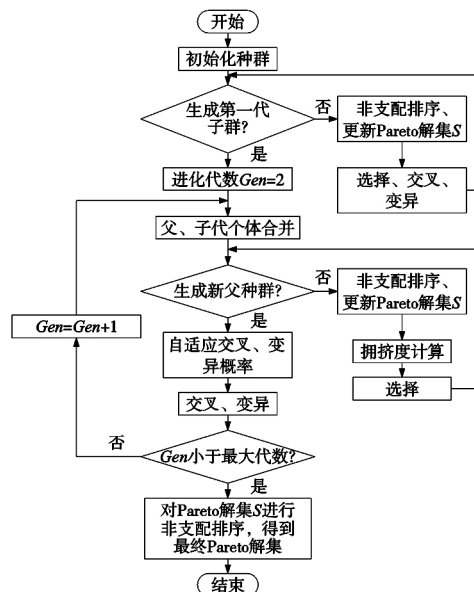 开始
初始化种群
生成第一代
子群?
否
非支配排序、
更新Pareto解集S
选择、交叉、
变异
是
进化代数Gen=2
父、子代个体合并
生成新父种群?
否
非支配排序、
更新Pareto解集S
拥挤度计算
选择
是
自适应交叉、变
异概率
交叉、变异
Gen=Gen+1
否
Gen小于最大代数?
是
对Pareto解集S进行
非支配排序，得到
最终Pareto解集
结束